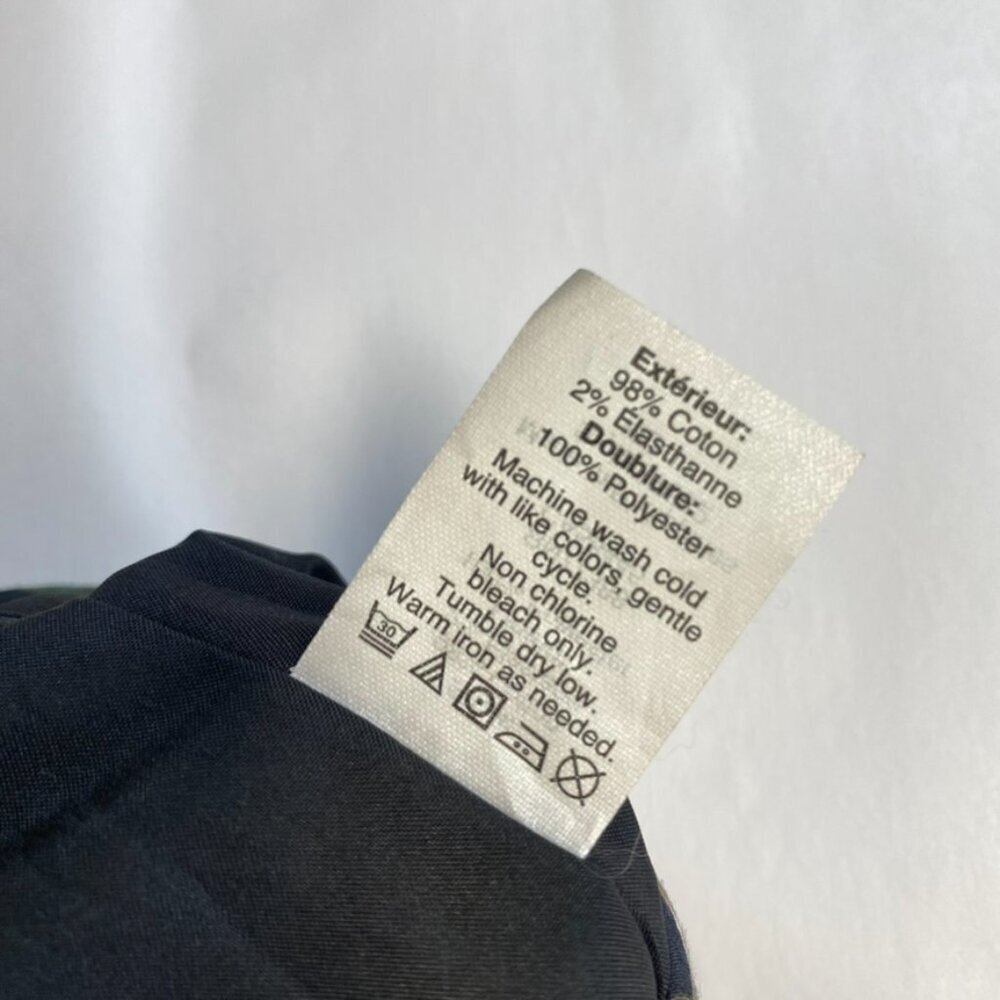 Extérieur:
98% Coton
2% Élasthanne
Doublure:
100% Polyester
Machine wash cold
with like colors, gentle
cycle.
Non chlorine
bleach only.
Tumble dry low.
Warm iron as needed.
30